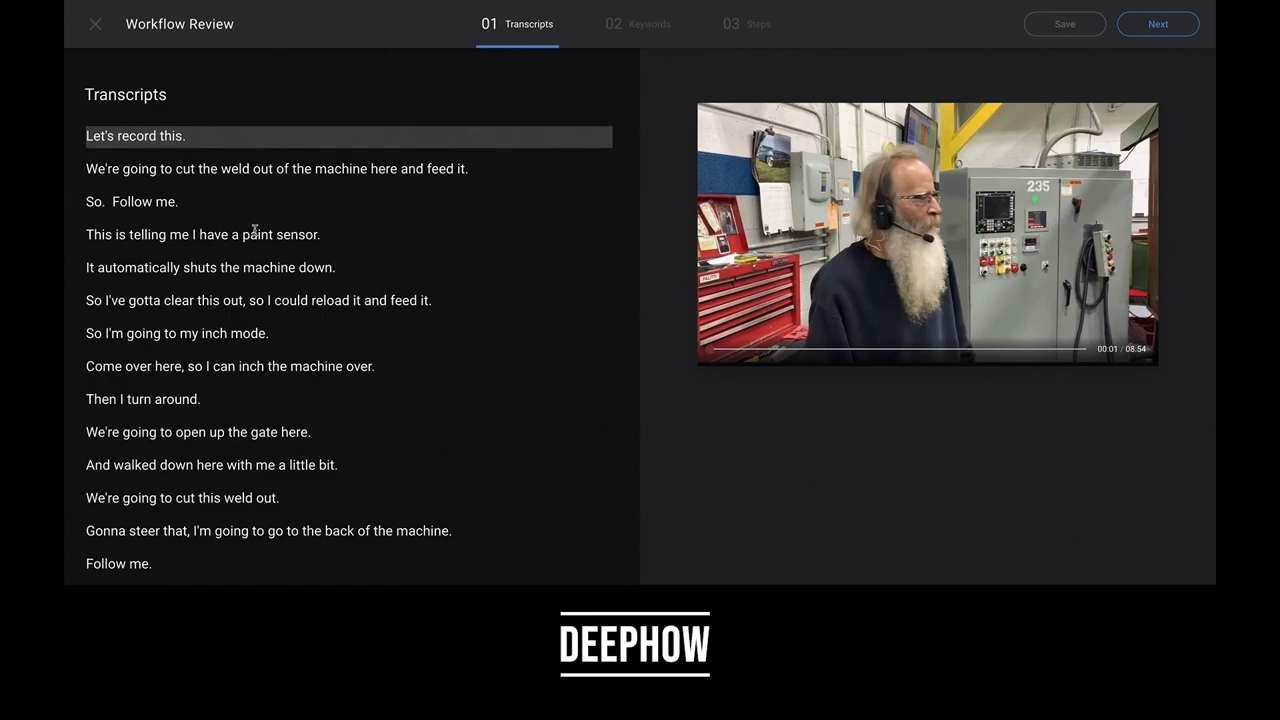 Workflow Review
01 Transcripts
02 Keywords
03 Steps
Save
Next
Transcripts
Let's record this.
We're going to cut the weld out of the machine here and feed it.
So.  Follow me.
This is telling me I have a paint sensor.
It automatically shuts the machine down.
So I've gotta clear this out, so I could reload it and feed it.
So I'm going to my inch mode.
Come over here, so I can inch the machine over.
Then I turn around.
We're going to open up the gate here.
And walked down here with me a little bit.
We're going to cut this weld out.
Gonna steer that, I'm going to go to the back of the machine.
Follow me.
235
00:01 / 08:54
DEEPHOW